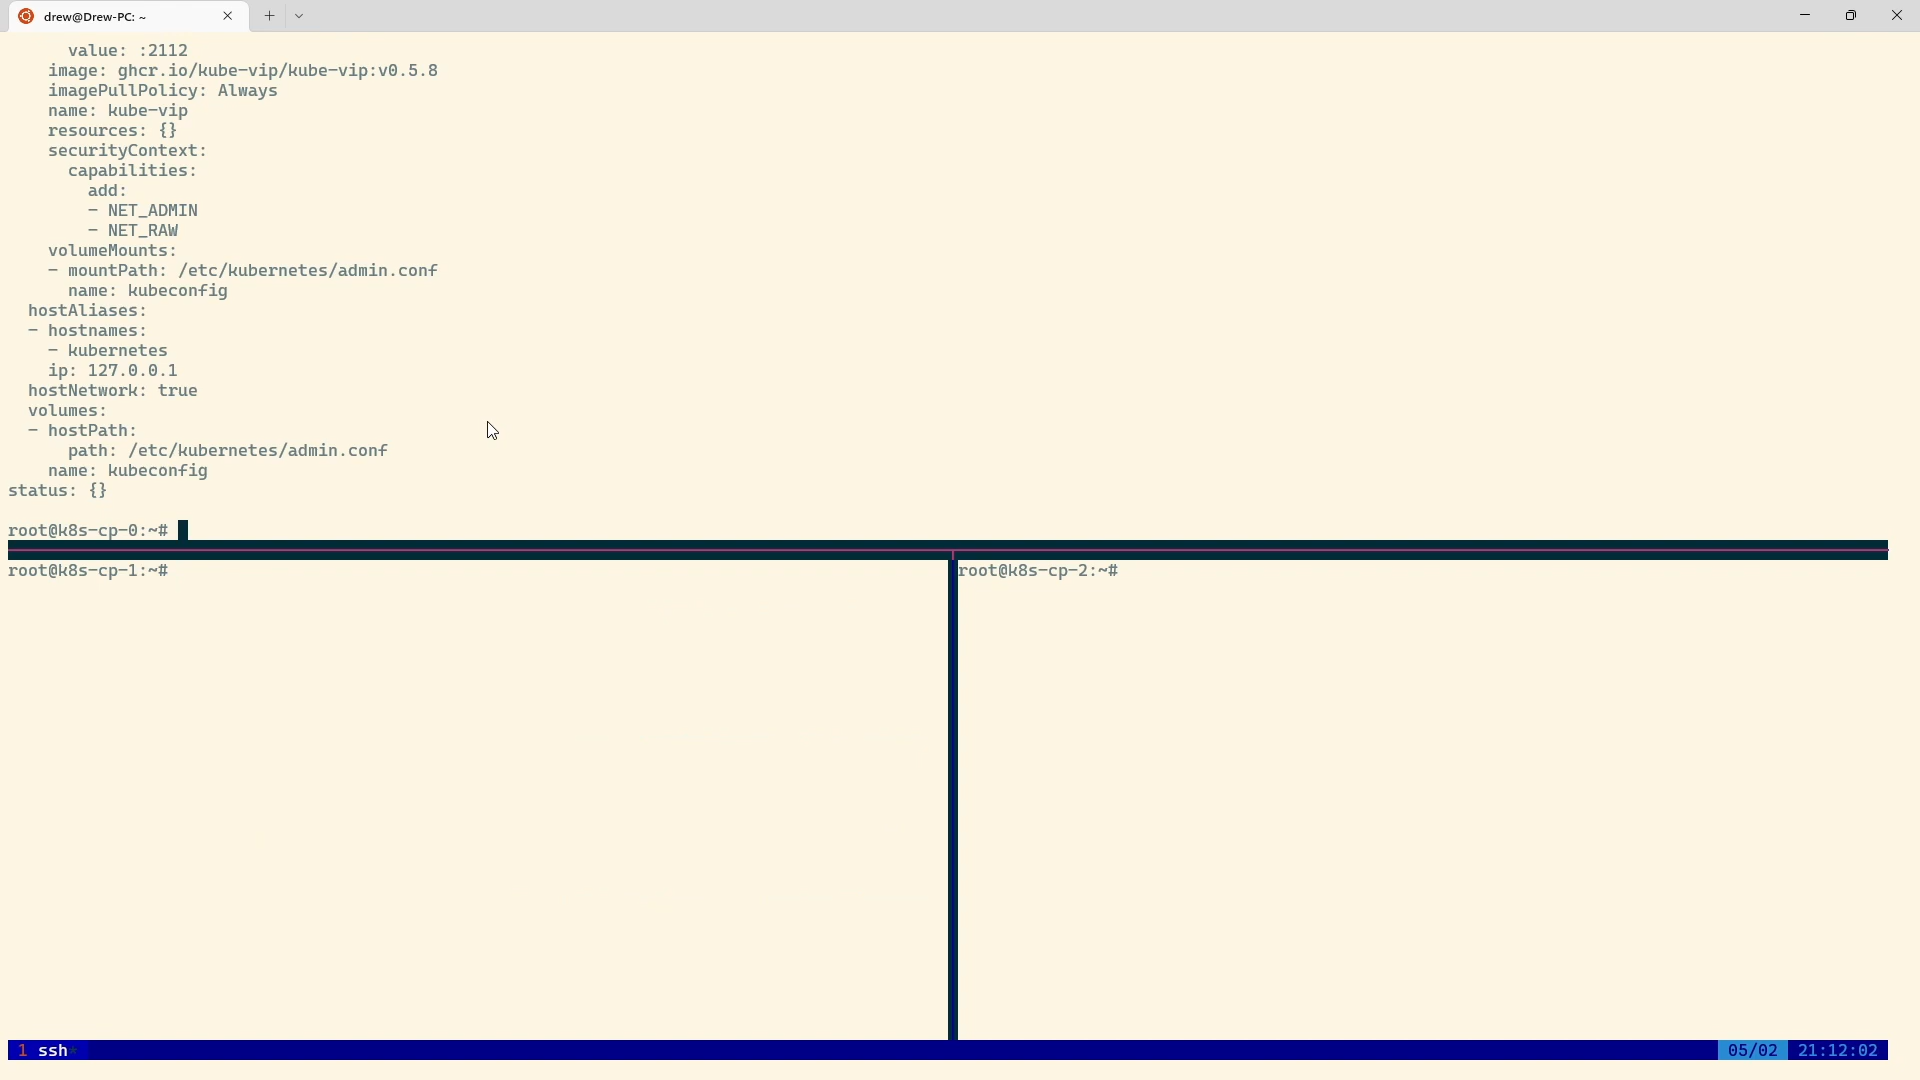 drew@Drew-PC: ~
value: :2112
image: ghcr.io/kube-vip/kube-vip:v0.5.8
imagePullPolicy: Always
name: kube-vip
resources: {}
securityContext:
capabilities:
add:
- NET_ADMIN
- NET_RAW
volumeMounts:
- mountPath: /etc/kubernetes/admin.conf
name: kubeconfig
hostAliases:
- hostnames:
- kubernetes
ip: 127.0.0.1
hostNetwork: true
volumes:
- hostPath:
path: /etc/kubernetes/admin.conf
name: kubeconfig
status: {}
root@k8s-cp-0:~#
root@k8s-cp-1:~#
root@k8s-cp-2:~#
1 ssh*
05/02 21:12:02